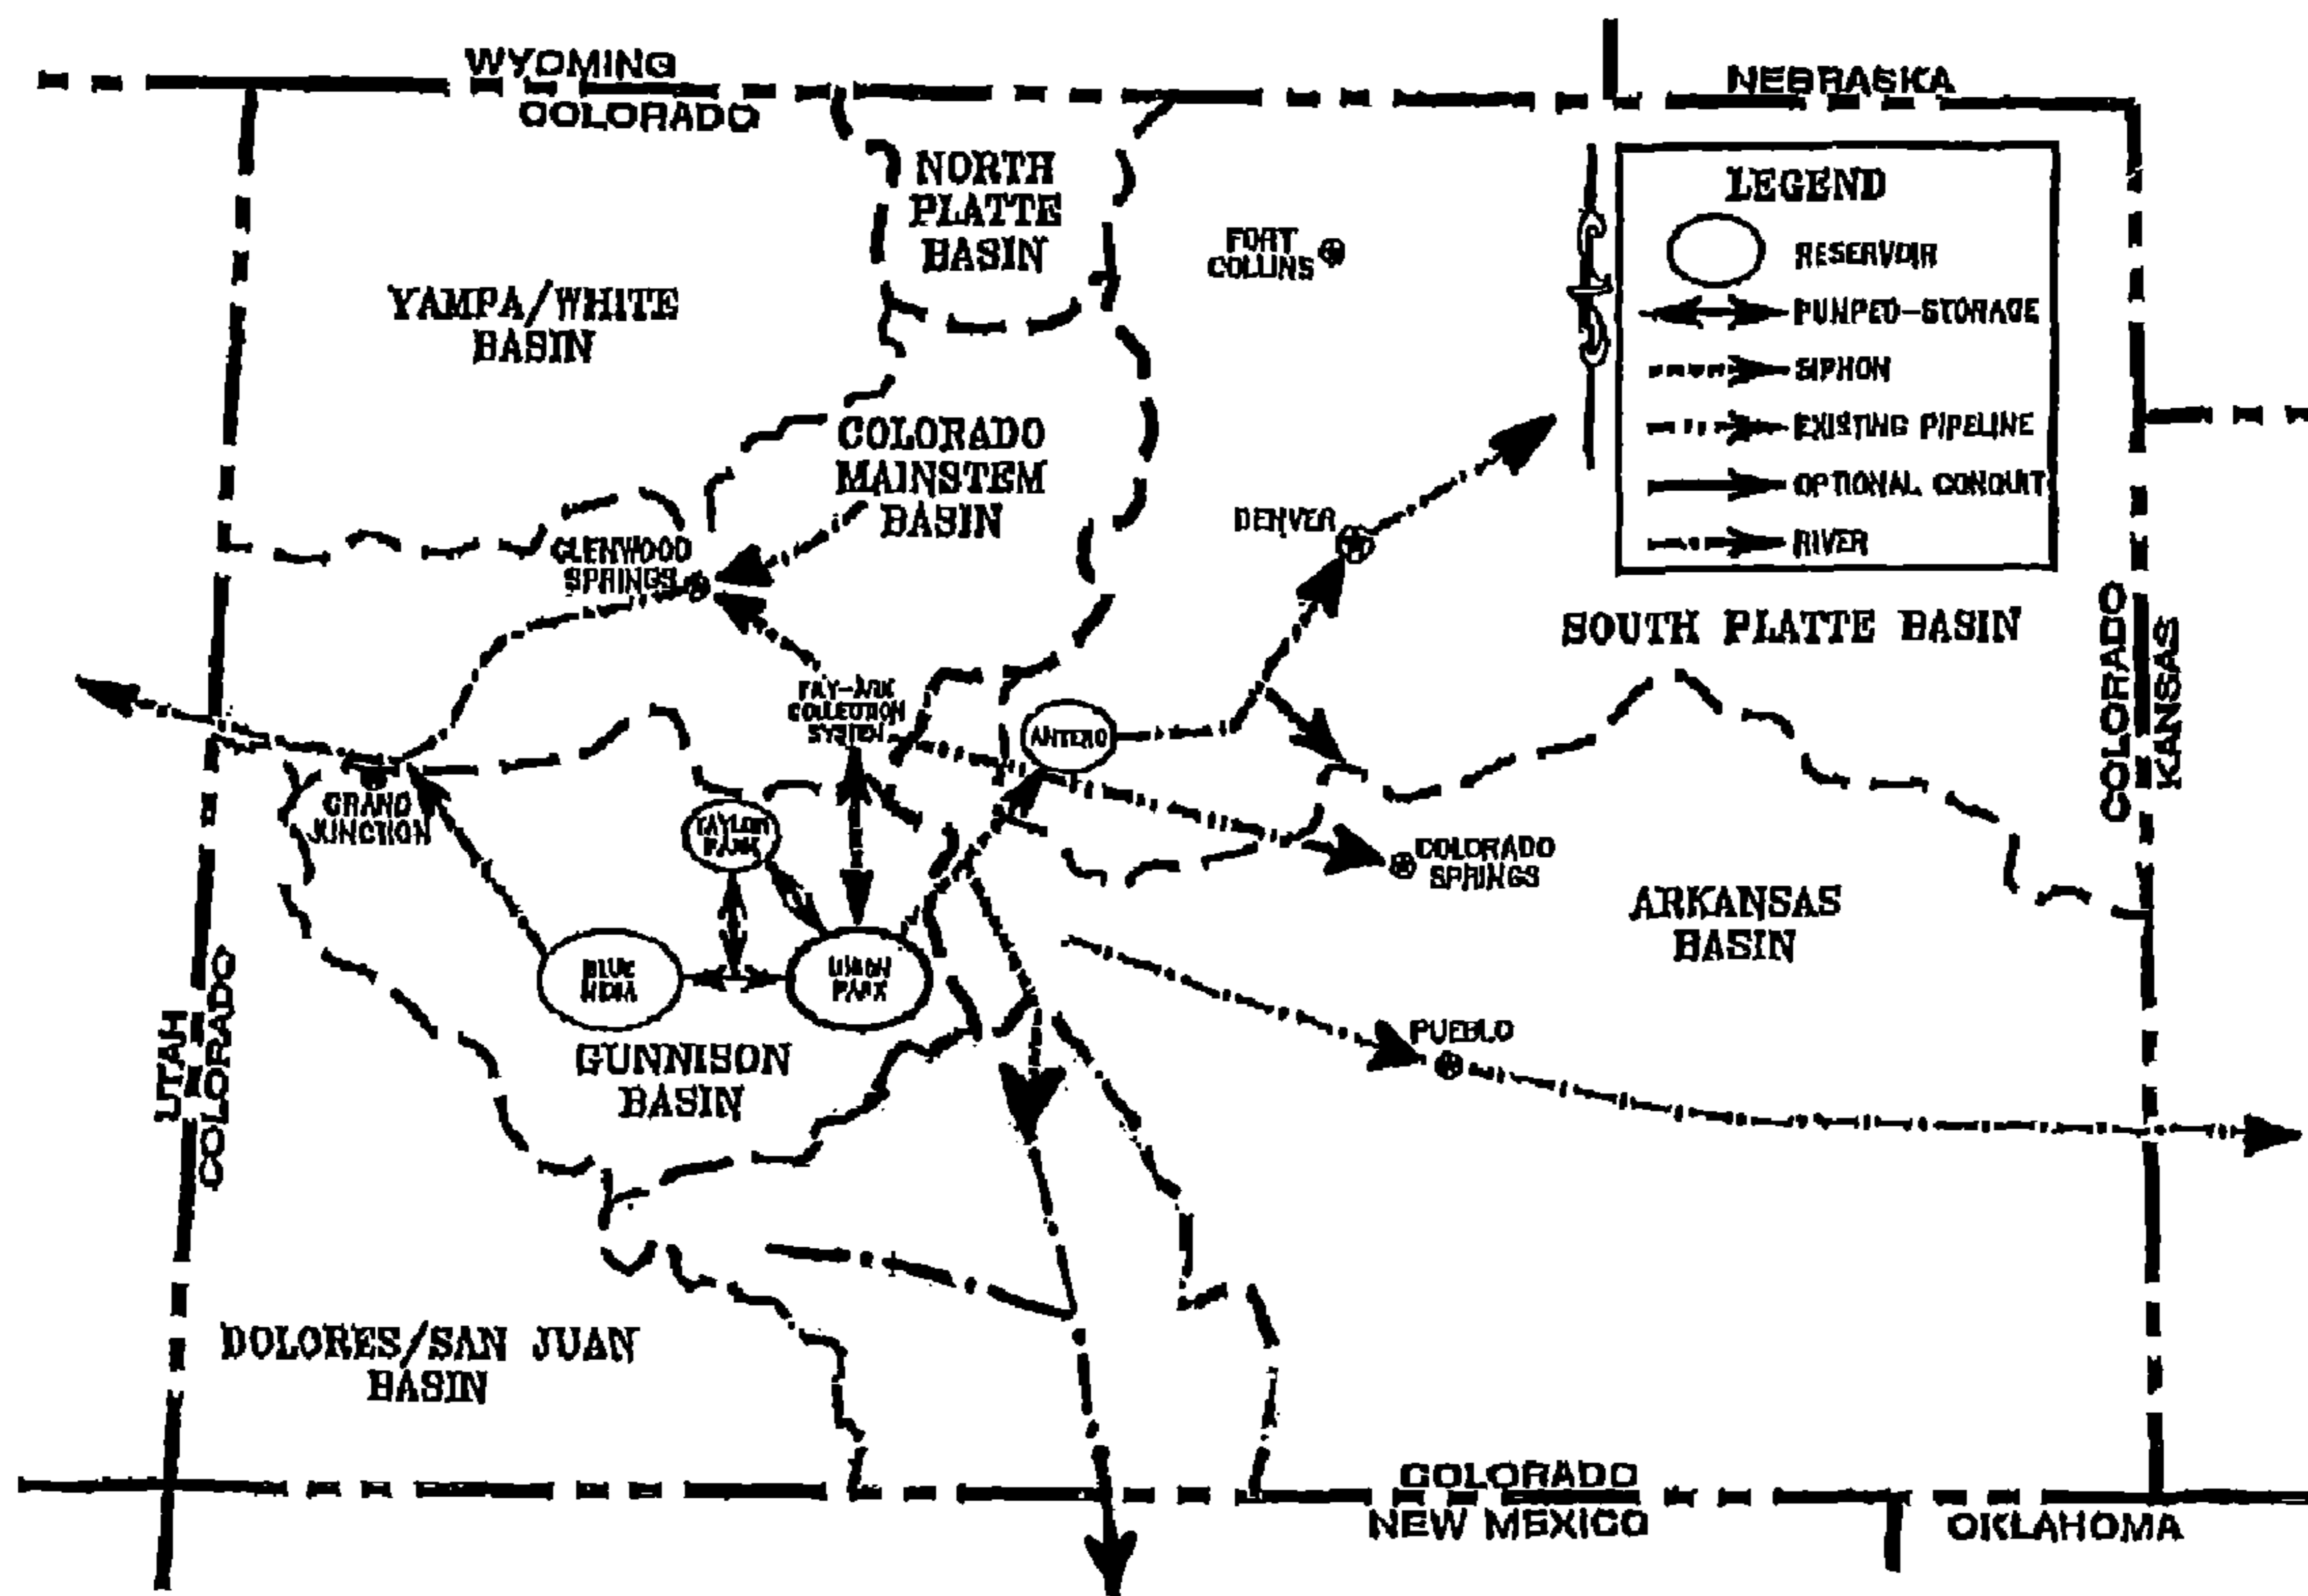 WYOMING
COLORADO
NEBRASKA
NORTH
PLATTE
BASIN
FORT
COLLINS
LEGEND
RESERVOIR
PUMPED-STORAGE
SIPHON
EXISTING PIPELINE
OPTIONAL CONDUIT
RIVER
YAMPA/WHITE
BASIN
COLORADO
MAINSTEM
BASIN
DENVER
GLENWOOD
SPRINGS
SOUTH PLATTE BASIN
COLORADO
KANSAS
COLLECTION
SYSTEM
ANTERO
GRAND
JUNCTION
TAYLOR
PARK
COLORADO
SPRINGS
ARKANSAS
BASIN
BLUE
UNION
PARK
UTAH
COLORADO
GUNNISON
BASIN
PUEBLO
DOLORES/SAN JUAN
BASIN
COLORADO
NEW MEXICO
OKLAHOMA